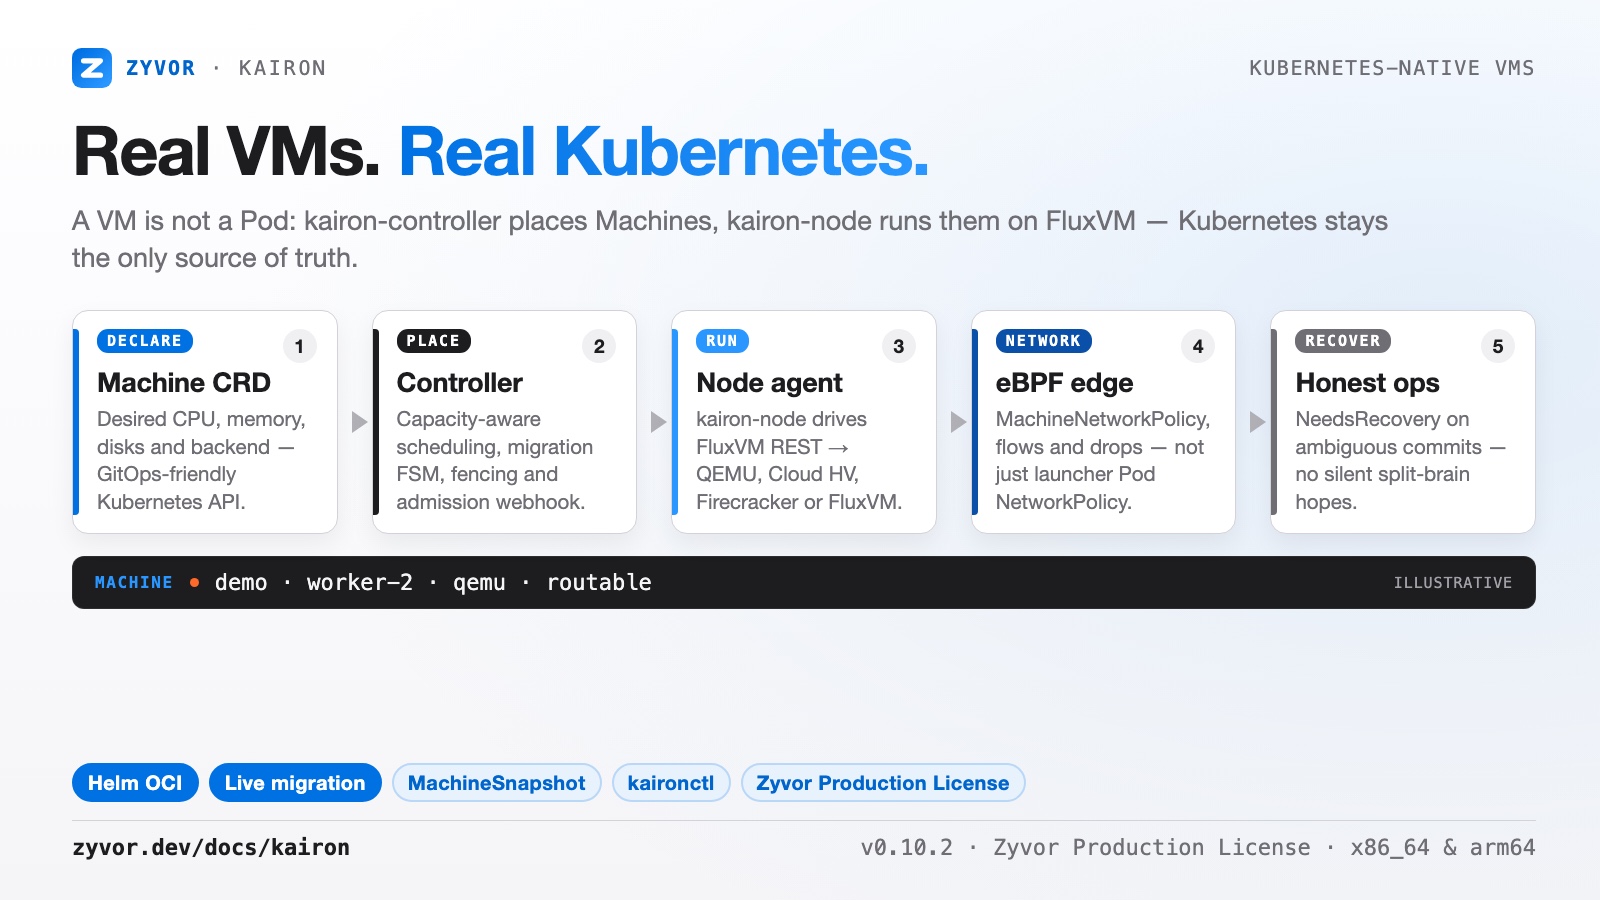 Z ZYVOR · KAIRON
KUBERNETES–NATIVE VMS
Real VMs. Real Kubernetes.
A VM is not a Pod: kairon-controller places Machines, kairon-node runs them on FluxVM — Kubernetes stays
the only source of truth.
DECLARE 1
Machine CRD
Desired CPU, memory,
disks and backend —
GitOps-friendly
Kubernetes API.
PLACE 2
Controller
Capacity-aware
scheduling, migration
FSM, fencing and
admission webhook.
RUN 3
Node agent
kairon-node drives
FluxVM REST →
QEMU, Cloud HV,
Firecracker or FluxVM.
NETWORK 4
eBPF edge
MachineNetworkPolicy,
flows and drops — not
just launcher Pod
NetworkPolicy.
RECOVER 5
Honest ops
NeedsRecovery on
ambiguous commits —
no silent split-brain
hopes.
MACHINE • demo · worker–2 · qemu · routable
ILLUSTRATIVE
Helm OCI Live migration MachineSnapshot kaironctl Zyvor Production License
zyvor.dev/docs/kairon
v0.10.2 · Zyvor Production License · x86_64 & arm64